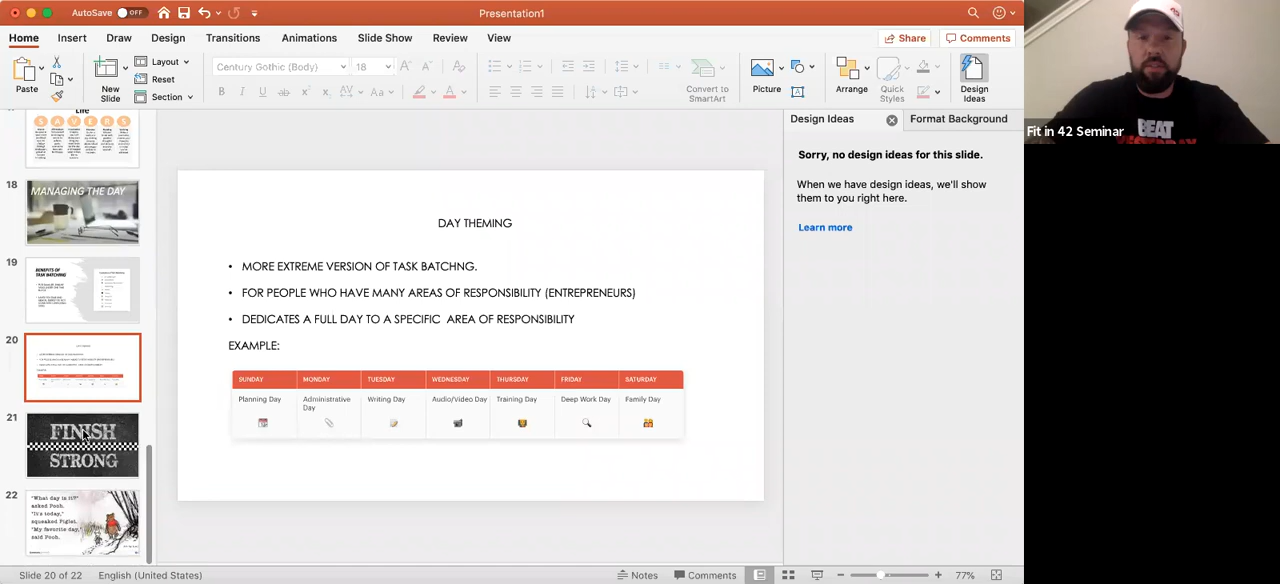 AutoSave OFF
Presentation1
Home Insert Draw Design Transitions Animations Slide Show Review View Share Comments
Paste
New Slide
Layout
Reset
Section
Century Gothic (Body) 18
Convert to SmartArt
Picture
Arrange
Quick Styles
Design Ideas
Design Ideas
Format Background
Sorry, no design ideas for this slide.
When we have design ideas, we'll show
them to you right here.
Learn more
Life
S A V E R S
18
MANAGING THE DAY
19
BENEFITS OF
TASK BATCHING
20
21
FINISH
STRONG
22
"What day is it?"
asked Pooh.
"It's today,"
squeaked Piglet.
"My favorite day,"
said Pooh.
DAY THEMING
• MORE EXTREME VERSION OF TASK BATCHNG.
• FOR PEOPLE WHO HAVE MANY AREAS OF RESPONSIBILITY (ENTREPRENEURS)
• DEDICATES A FULL DAY TO A SPECIFIC AREA OF RESPONSIBILITY
EXAMPLE:
SUNDAY MONDAY TUESDAY WEDNESDAY THURSDAY FRIDAY SATURDAY
Planning Day Administrative Day Writing Day Audio/Video Day Training Day Deep Work Day Family Day
Slide 20 of 22
English (United States)
Notes
Comments
77%
Fit in 42 Seminar
BEAT
YESTERDAY